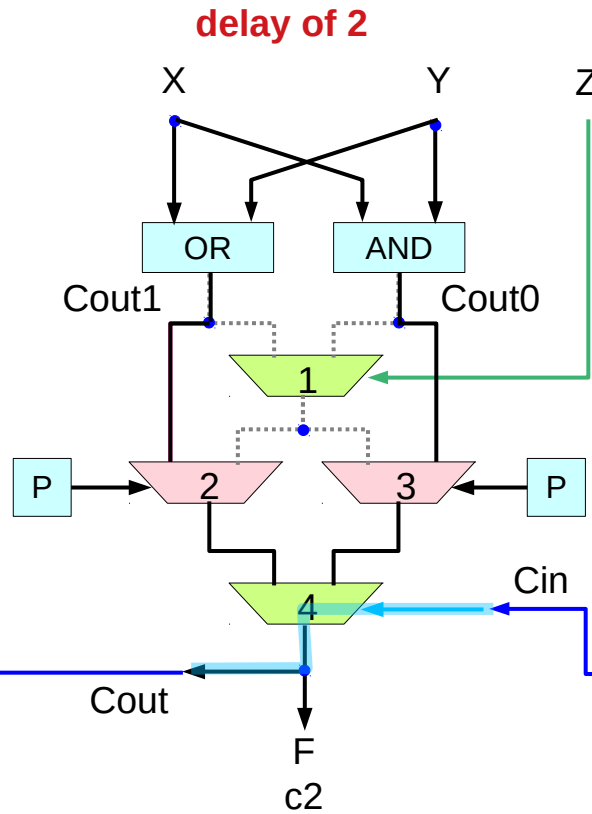 delay of 2
X Y Z
OR AND
Cout1 Cout0
1
P 2 3 P
Cin
4
Cout
F
c2